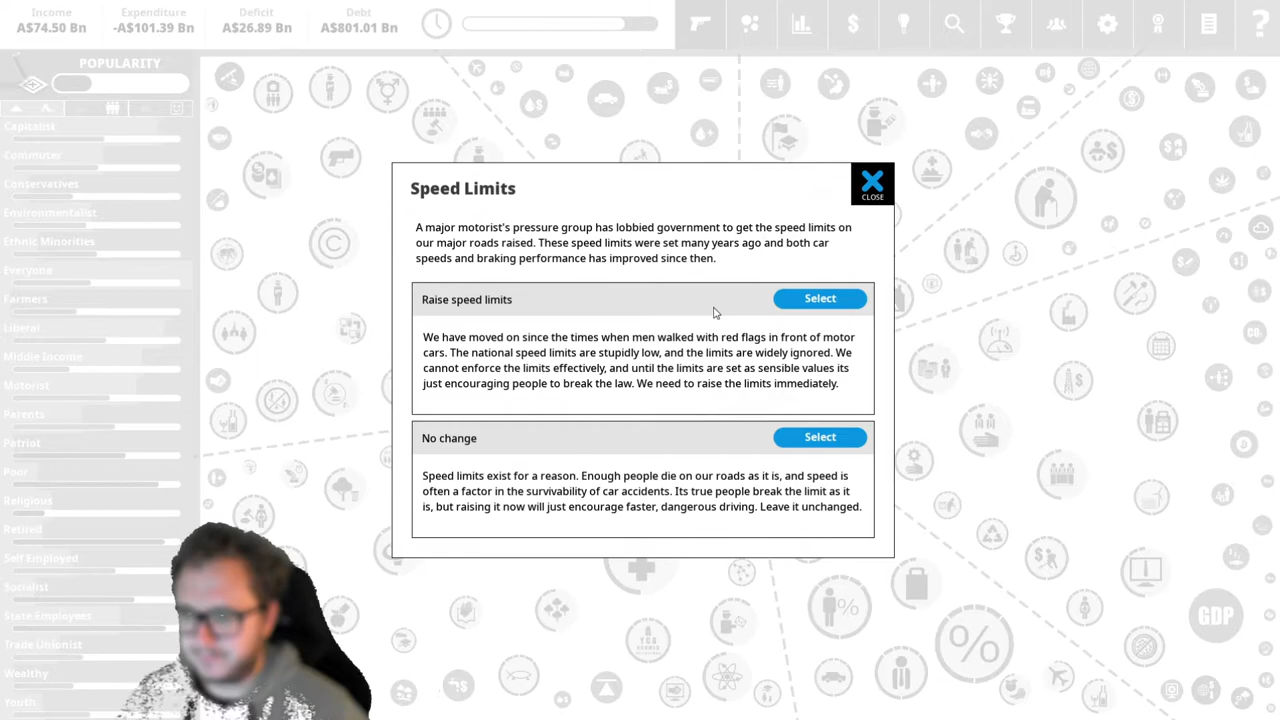 Income
A$74.50 Bn
Expenditure
-A$101.39 Bn
Deficit
A$26.89 Bn
Debt
A$801.01 Bn
POPULARITY
Capitalist
Commuter
Conservatives
Environmentalist
Ethnic Minorities
Everyone
Farmers
Liberal
Middle Income
Motorist
Parents
Patriot
Poor
Religious
Retired
Self Employed
Socialist
State Employees
Trade Unionist
Wealthy
Youth
Speed Limits
CLOSE
A major motorist's pressure group has lobbied government to get the speed limits on
our major roads raised. These speed limits were set many years ago and both car
speeds and braking performance has improved since then.
Raise speed limits
Select
We have moved on since the times when men walked with red flags in front of motor
cars. The national speed limits are stupidly low, and the limits are widely ignored. We
cannot enforce the limits effectively, and until the limits are set as sensible values its
just encouraging people to break the law. We need to raise the limits immediately.
No change
Select
Speed limits exist for a reason. Enough people die on our roads as it is, and speed is
often a factor in the survivability of car accidents. Its true people break the limit as it
is, but raising it now will just encourage faster, dangerous driving. Leave it unchanged.
GDP